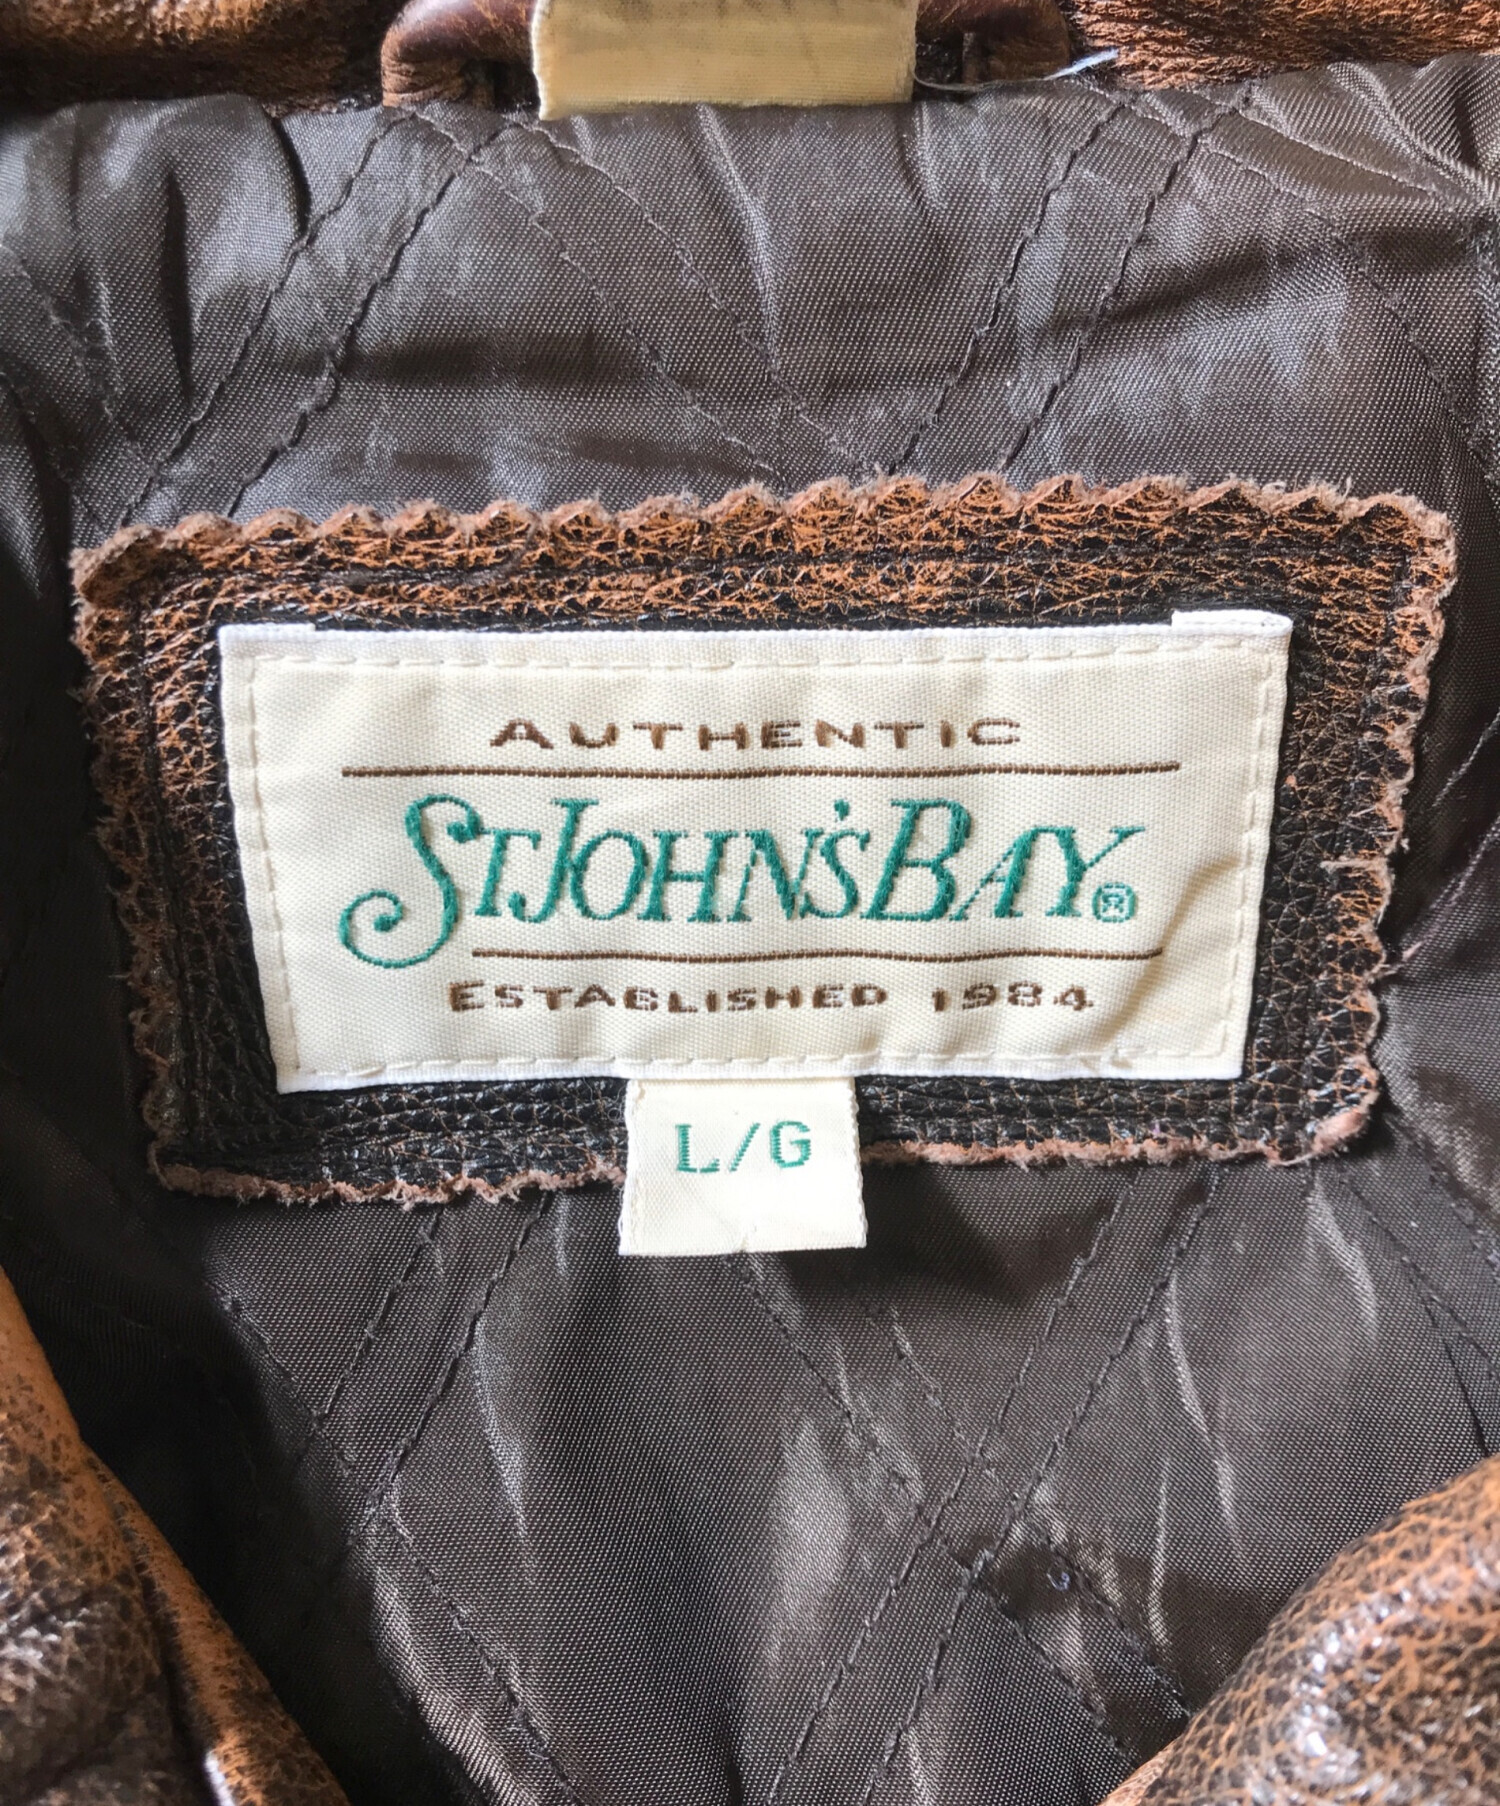 AUTHENTIC
ST JOHN'S BAY®
ESTABLISHED 1984
L/G